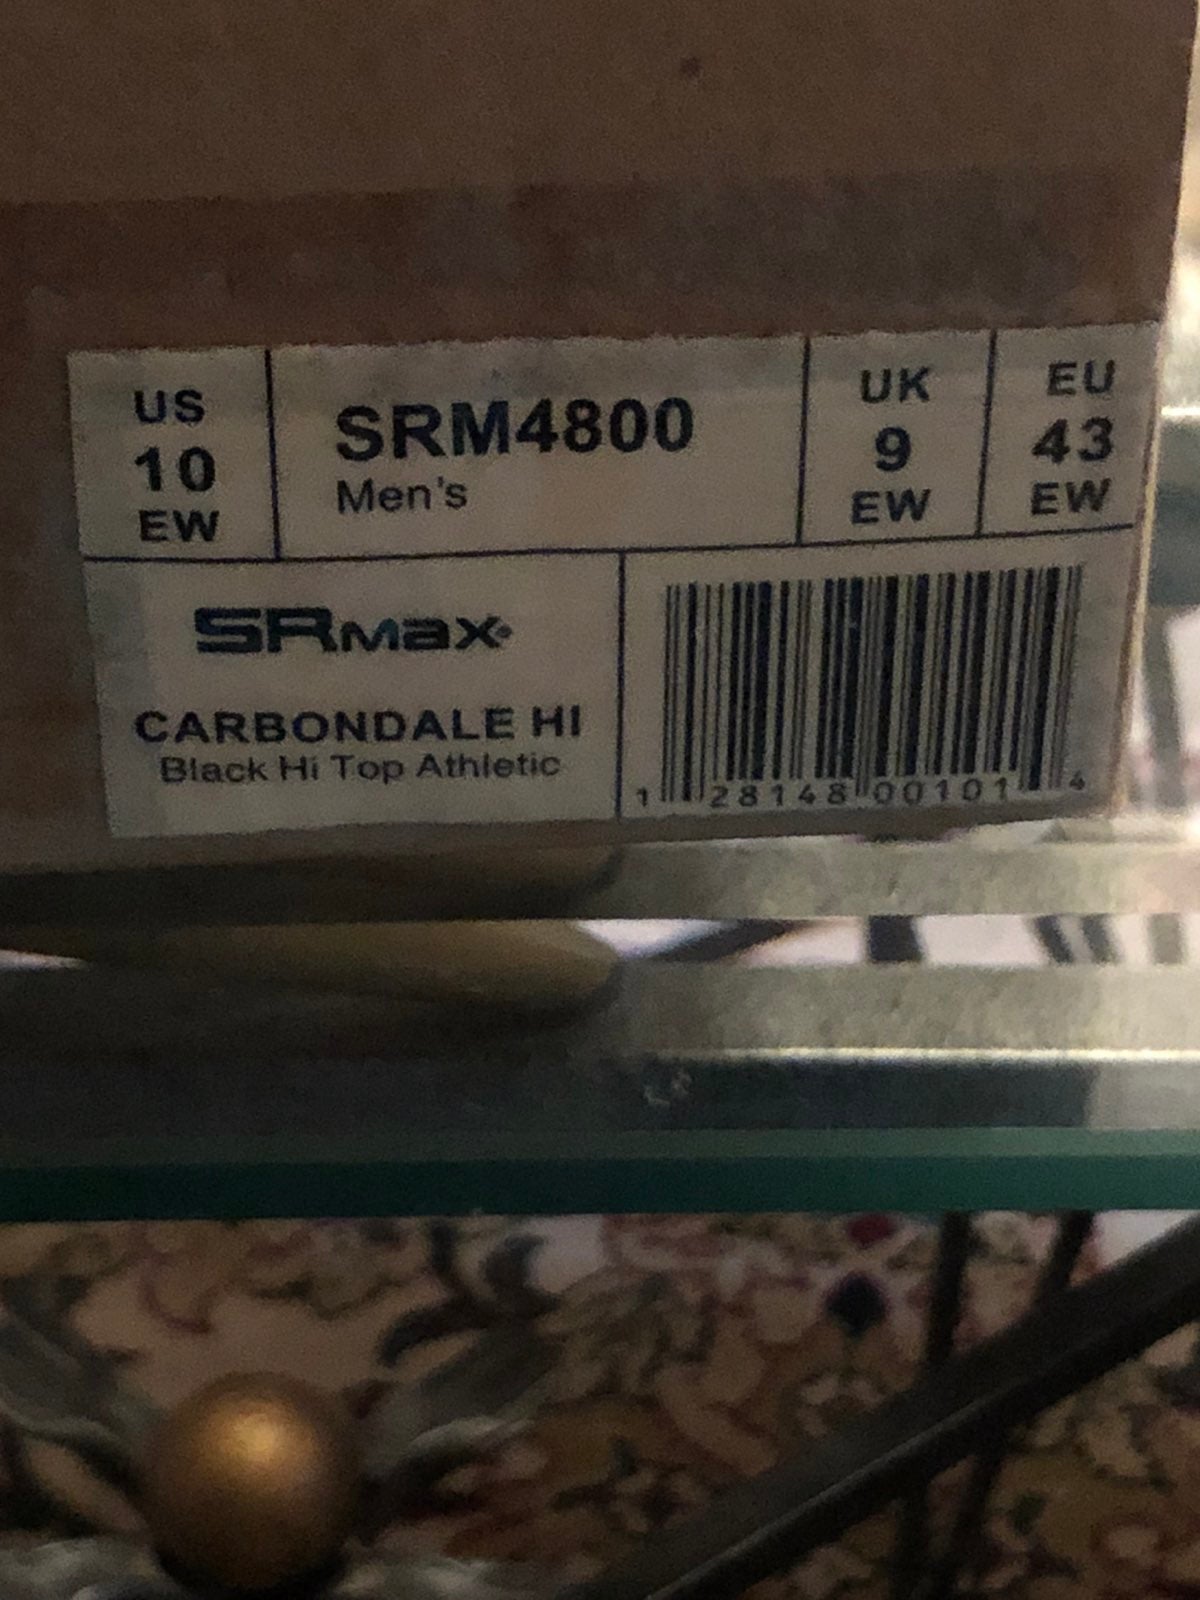 US
10
EW
SRM4800
Men's
UK
9
EW
EU
43
EW
SRMax
CARBONDALE HI
Black Hi Top Athletic
1 28148 00101 4